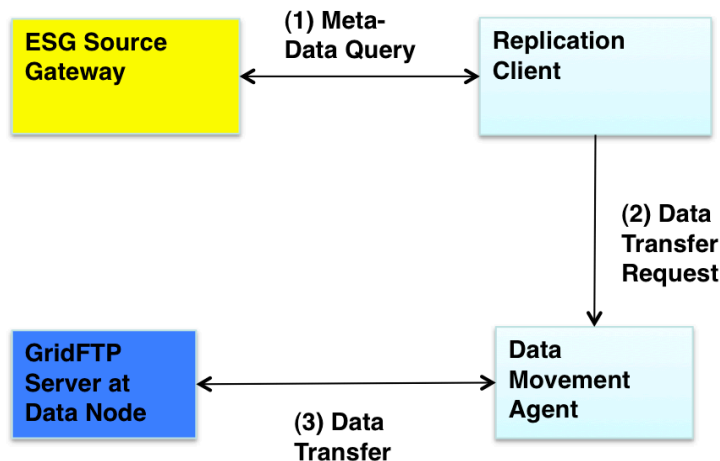 ESG Source
Gateway
(1) Meta-
Data Query
Replication
Client
(2) Data
Transfer
Request
GridFTP
Server at
Data Node
(3) Data
Transfer
Data
Movement
Agent